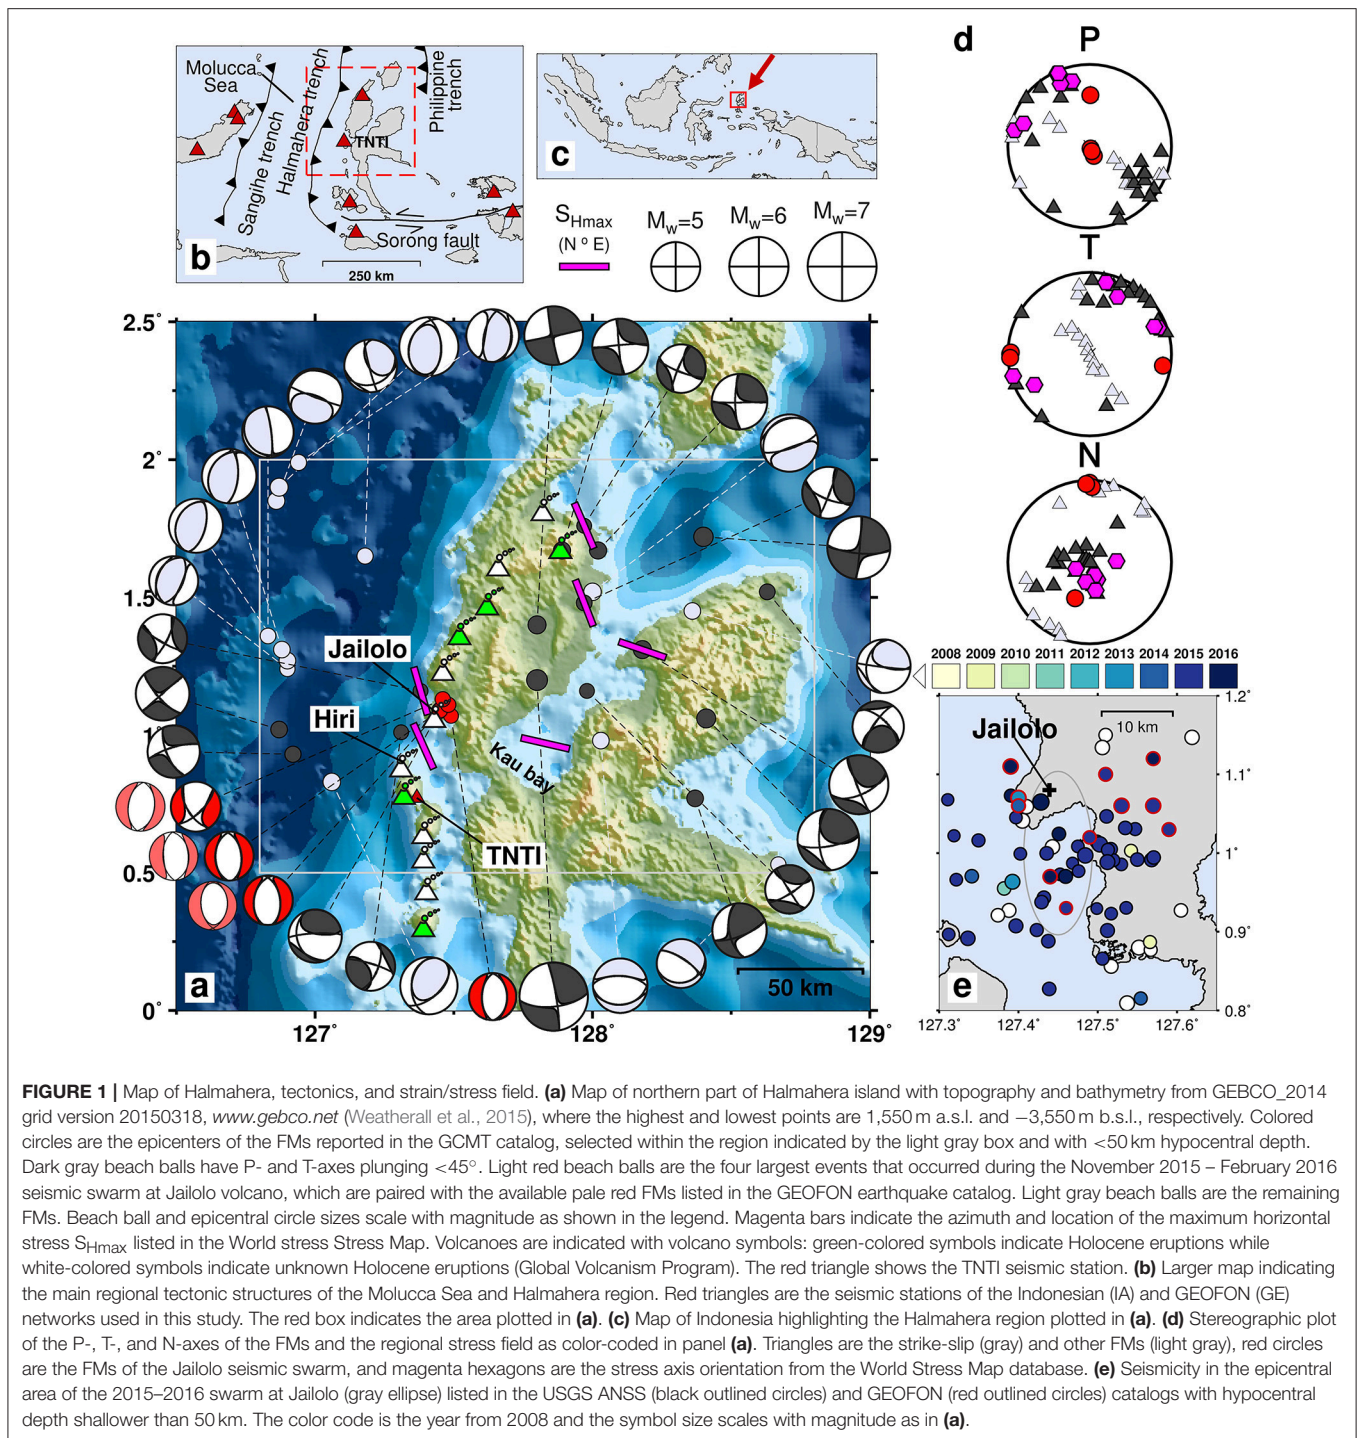 Molucca
Sea
Sangihe trench
Halmahera trench
Philippine
trench
TNTI
Sorong fault
250 km
b
c
SHmax
(N ° E)
Mw=5
Mw=6
Mw=7
d
P
T
N
2.5°
2°
1.5°
0.5°
0°
127°
128°
129°
Jailolo
Hiri
Kau bay
TNTI
50 km
a
2008 2009 2010 2011 2012 2013 2014 2015 2016
Jailolo
10 km
1.2°
1.1°
1°
0.9°
0.8°
e
127.3° 127.4° 127.5° 127.6°
FIGURE 1 | Map of Halmahera, tectonics, and strain/stress field. (a) Map of northern part of Halmahera island with topography and bathymetry from GEBCO_2014
grid version 20150318, www.gebco.net (Weatherall et al., 2015), where the highest and lowest points are 1,550 m a.s.l. and −3,550 m b.s.l., respectively. Colored
circles are the epicenters of the FMs reported in the GCMT catalog, selected within the region indicated by the light gray box and with <50 km hypocentral depth.
Dark gray beach balls have P- and T-axes plunging <45°. Light red beach balls are the four largest events that occurred during the November 2015 – February 2016
seismic swarm at Jailolo volcano, which are paired with the available pale red FMs listed in the GEOFON earthquake catalog. Light gray beach balls are the remaining
FMs. Beach ball and epicentral circle sizes scale with magnitude as shown in the legend. Magenta bars indicate the azimuth and location of the maximum horizontal
stress SHmax listed in the World stress Stress Map. Volcanoes are indicated with volcano symbols: green-colored symbols indicate Holocene eruptions while
white-colored symbols indicate unknown Holocene eruptions (Global Volcanism Program). The red triangle shows the TNTI seismic station. (b) Larger map indicating
the main regional tectonic structures of the Molucca Sea and Halmahera region. Red triangles are the seismic stations of the Indonesian (IA) and GEOFON (GE)
networks used in this study. The red box indicates the area plotted in (a). (c) Map of Indonesia highlighting the Halmahera region plotted in (a). (d) Stereographic plot
of the P-, T-, and N-axes of the FMs and the regional stress field as color-coded in panel (a). Triangles are the strike-slip (gray) and other FMs (light gray), red circles
are the FMs of the Jailolo seismic swarm, and magenta hexagons are the stress axis orientation from the World Stress Map database. (e) Seismicity in the epicentral
area of the 2015–2016 swarm at Jailolo (gray ellipse) listed in the USGS ANSS (black outlined circles) and GEOFON (red outlined circles) catalogs with hypocentral
depth shallower than 50 km. The color code is the year from 2008 and the symbol size scales with magnitude as in (a).